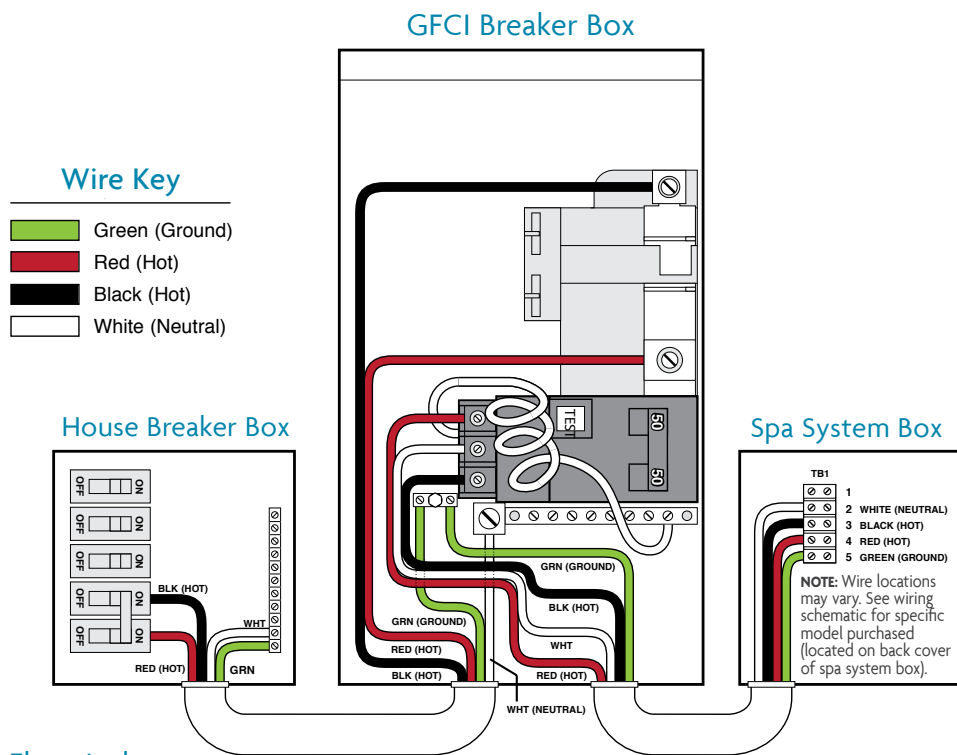 GFCI Breaker Box
Wire Key
Green (Ground)
Red (Hot)
Black (Hot)
White (Neutral)
House Breaker Box
OFF ON
OFF ON
OFF ON
OFF ON
OFF ON
BLK (HOT)
WHT
RED (HOT)
GRN
TEST
50
50
GRN (GROUND)
BLK (HOT)
GRN (GROUND)
WHT
RED (HOT)
BLK (HOT)
RED (HOT)
WHT (NEUTRAL)
Spa System Box
TB1
1
2 WHITE (NEUTRAL)
3 BLACK (HOT)
4 RED (HOT)
5 GREEN (GROUND)
NOTE: Wire locations
may vary. See wiring
schematic for specific
model purchased
(located on back cover
of spa system box).